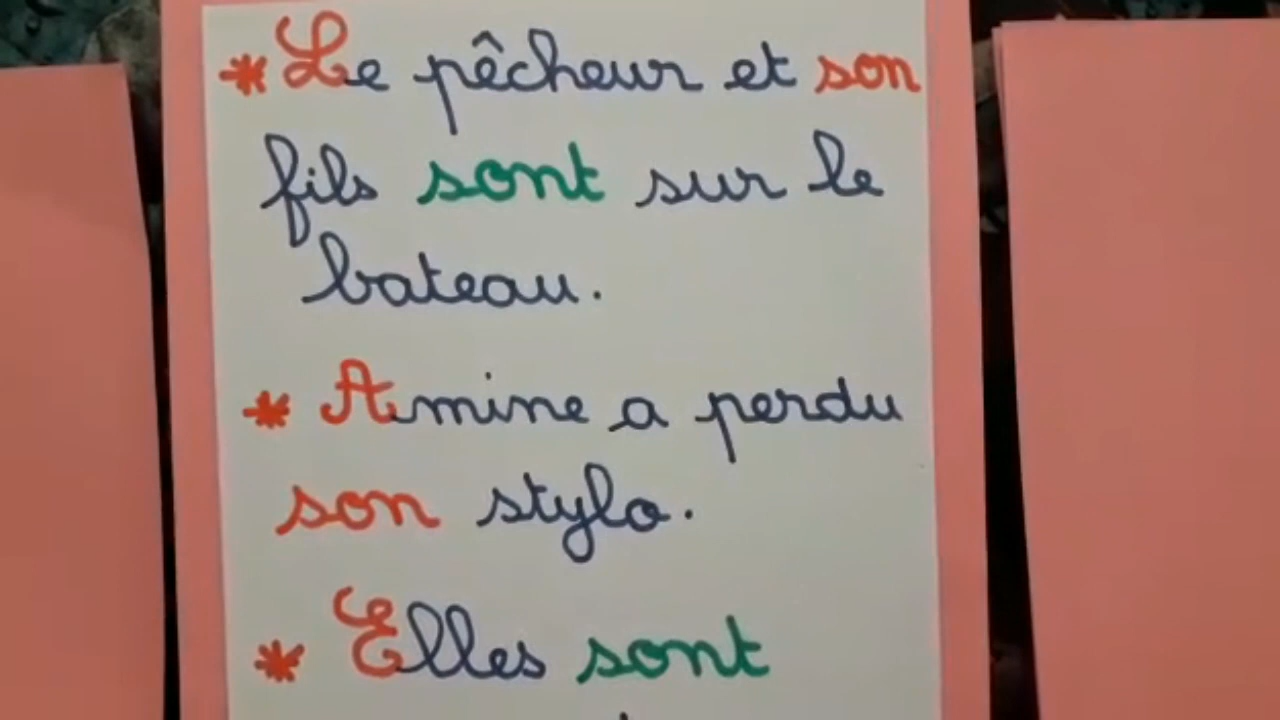 * Le pêcheur et son
fils sont sur le
bateau.
* Amine a perdu
son stylo.
* Elles sont